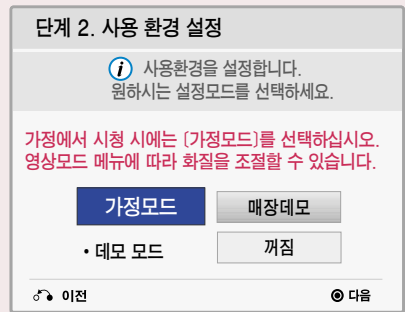 단계 2. 사용 환경 설정
i 사용환경을 설정합니다.
원하시는 설정모드를 선택하세요.
가정에서 시청 시에는 [가정모드]를 선택하십시오.
영상모드 메뉴에 따라 화질을 조절할 수 있습니다.
가정모드 매장데모
• 데모 모드 꺼짐
이전 ◉ 다음